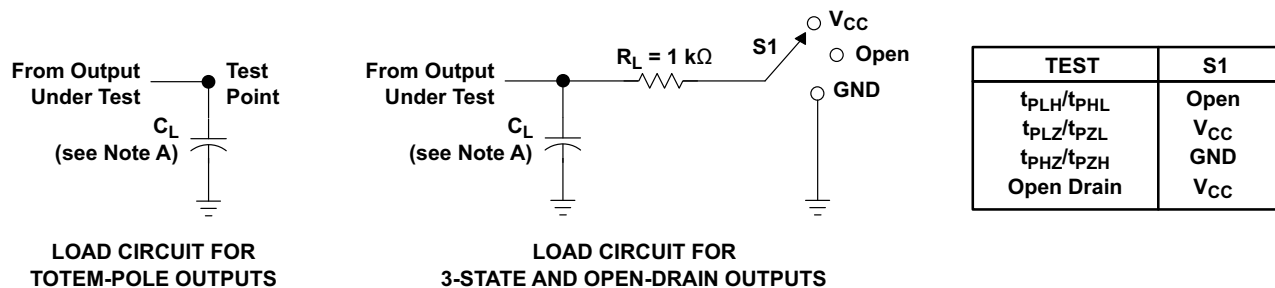 From Output
Under Test
Test
Point
CL
(see Note A)
LOAD CIRCUIT FOR
TOTEM-POLE OUTPUTS
From Output
Under Test
RL = 1 kΩ
S1
VCC
Open
GND
CL
(see Note A)
LOAD CIRCUIT FOR
3-STATE AND OPEN-DRAIN OUTPUTS
TEST S1
tPLH/tPHL Open
tPLZ/tPZL VCC
tPHZ/tPZH GND
Open Drain VCC